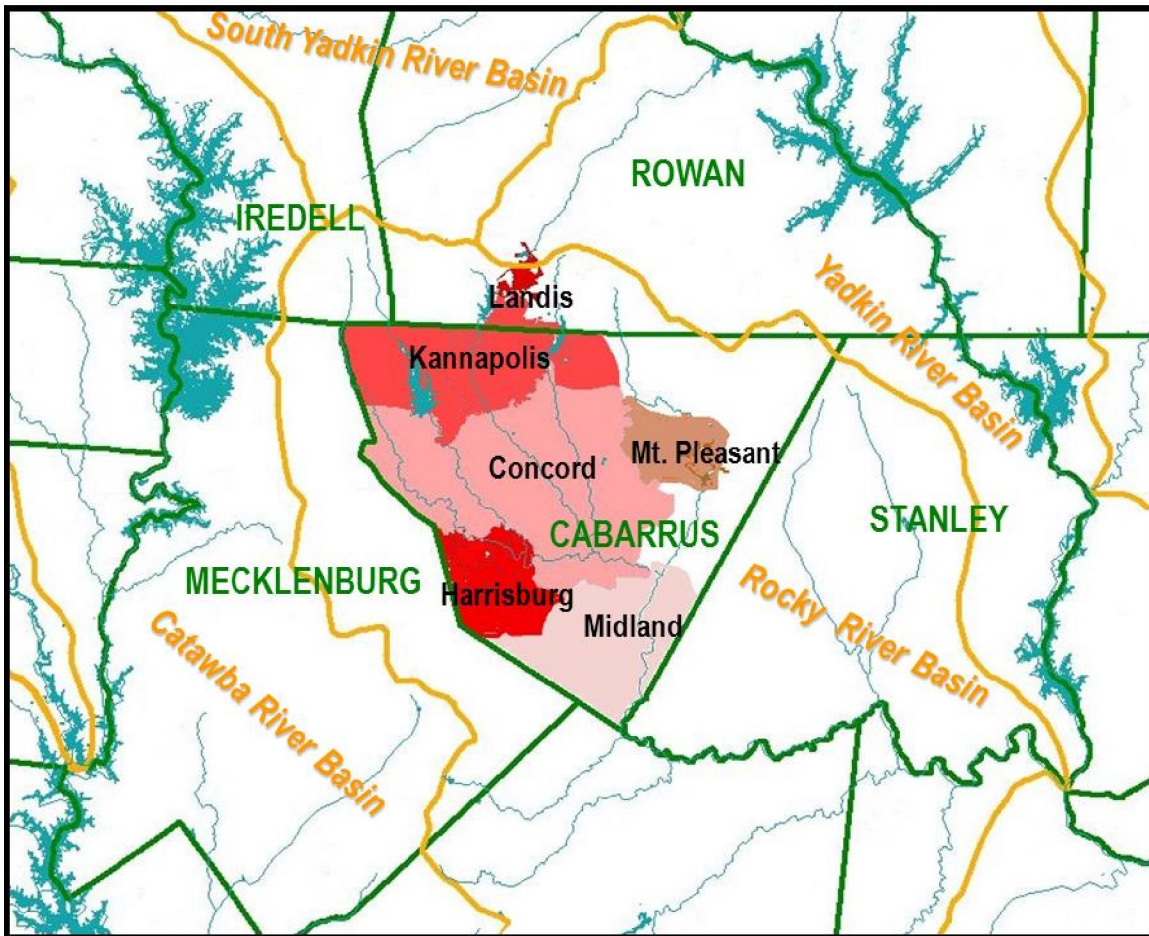 South Yadkin River Basin
ROWAN
IREDELL
Landis
Yadkin River Basin
Kannapolis
Concord
Mt. Pleasant
CABARRUS
STANLEY
MECKLENBURG
Harrisburg
Midland
Rocky River Basin
Catawba River Basin